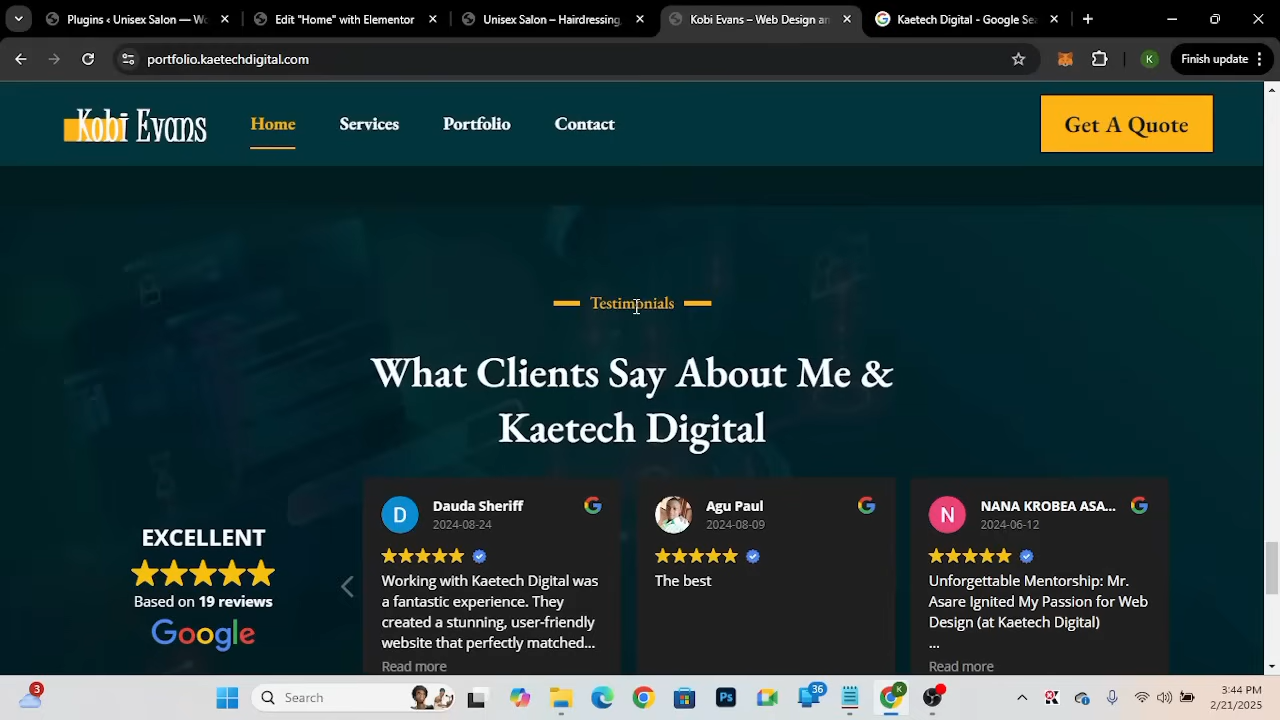 Unisex Salon — Wo
Edit "Home" with Elementor
Unisex Salon – Hairdressing,
Kobi Evans – Web Design an
Kaetech Digital - Google Sea
portfolio.kaetechdigital.com
K
Finish update
Kobi Evans
Home
Services
Portfolio
Contact
Get A Quote
Testimonials
What Clients Say About Me &
Kaetech Digital
EXCELLENT
Based on 19 reviews
Google
D
Dauda Sheriff
2024-08-24
Working with Kaetech Digital was
a fantastic experience. They
created a stunning, user-friendly
website that perfectly matched...
Read more
Agu Paul
2024-08-09
The best
N
NANA KROBEA ASA...
2024-06-12
Unforgettable Mentorship: Mr.
Asare Ignited My Passion for Web
Design (at Kaetech Digital)
...
Read more
3
Search
Ps
36
K
3:44 PM
2/21/2025